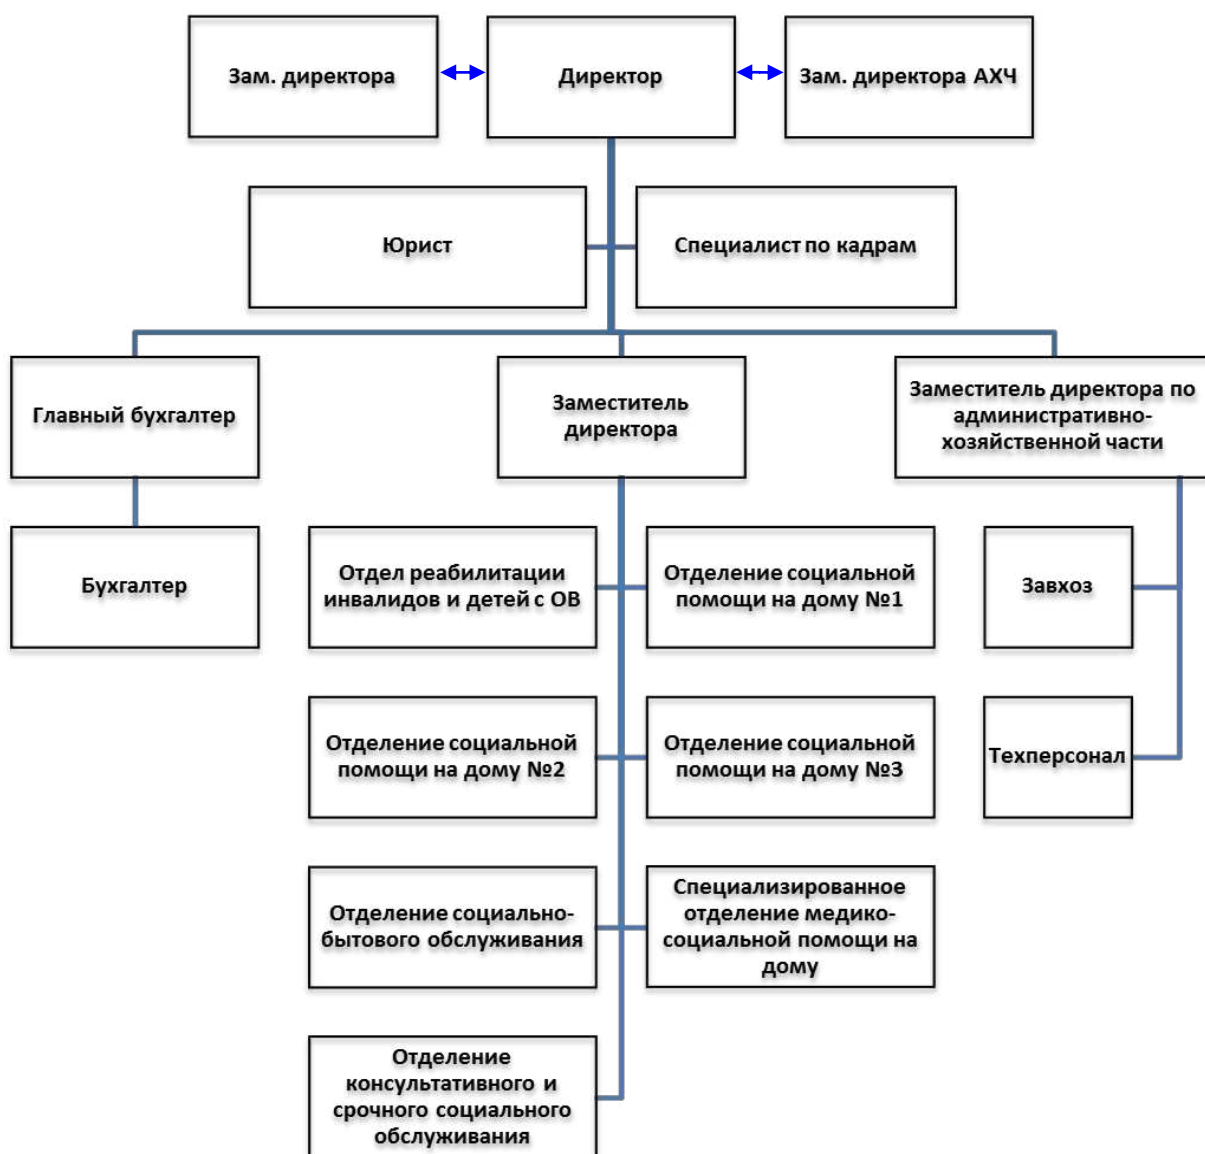 Зам. директора
Директор
Зам. директора АХЧ
Юрист
Специалист по кадрам
Главный бухгалтер
Заместитель
директора
Заместитель директора по
административно-
хозяйственной части
Бухгалтер
Отдел реабилитации
инвалидов и детей с ОВ
Отделение социальной
помощи на дому №1
Завхоз
Отделение социальной
помощи на дому №2
Отделение социальной
помощи на дому №3
Техперсонал
Отделение социально-
бытового обслуживания
Специализированное
отделение медико-
социальной помощи на
дому
Отделение
консультативного и
срочного социального
обслуживания